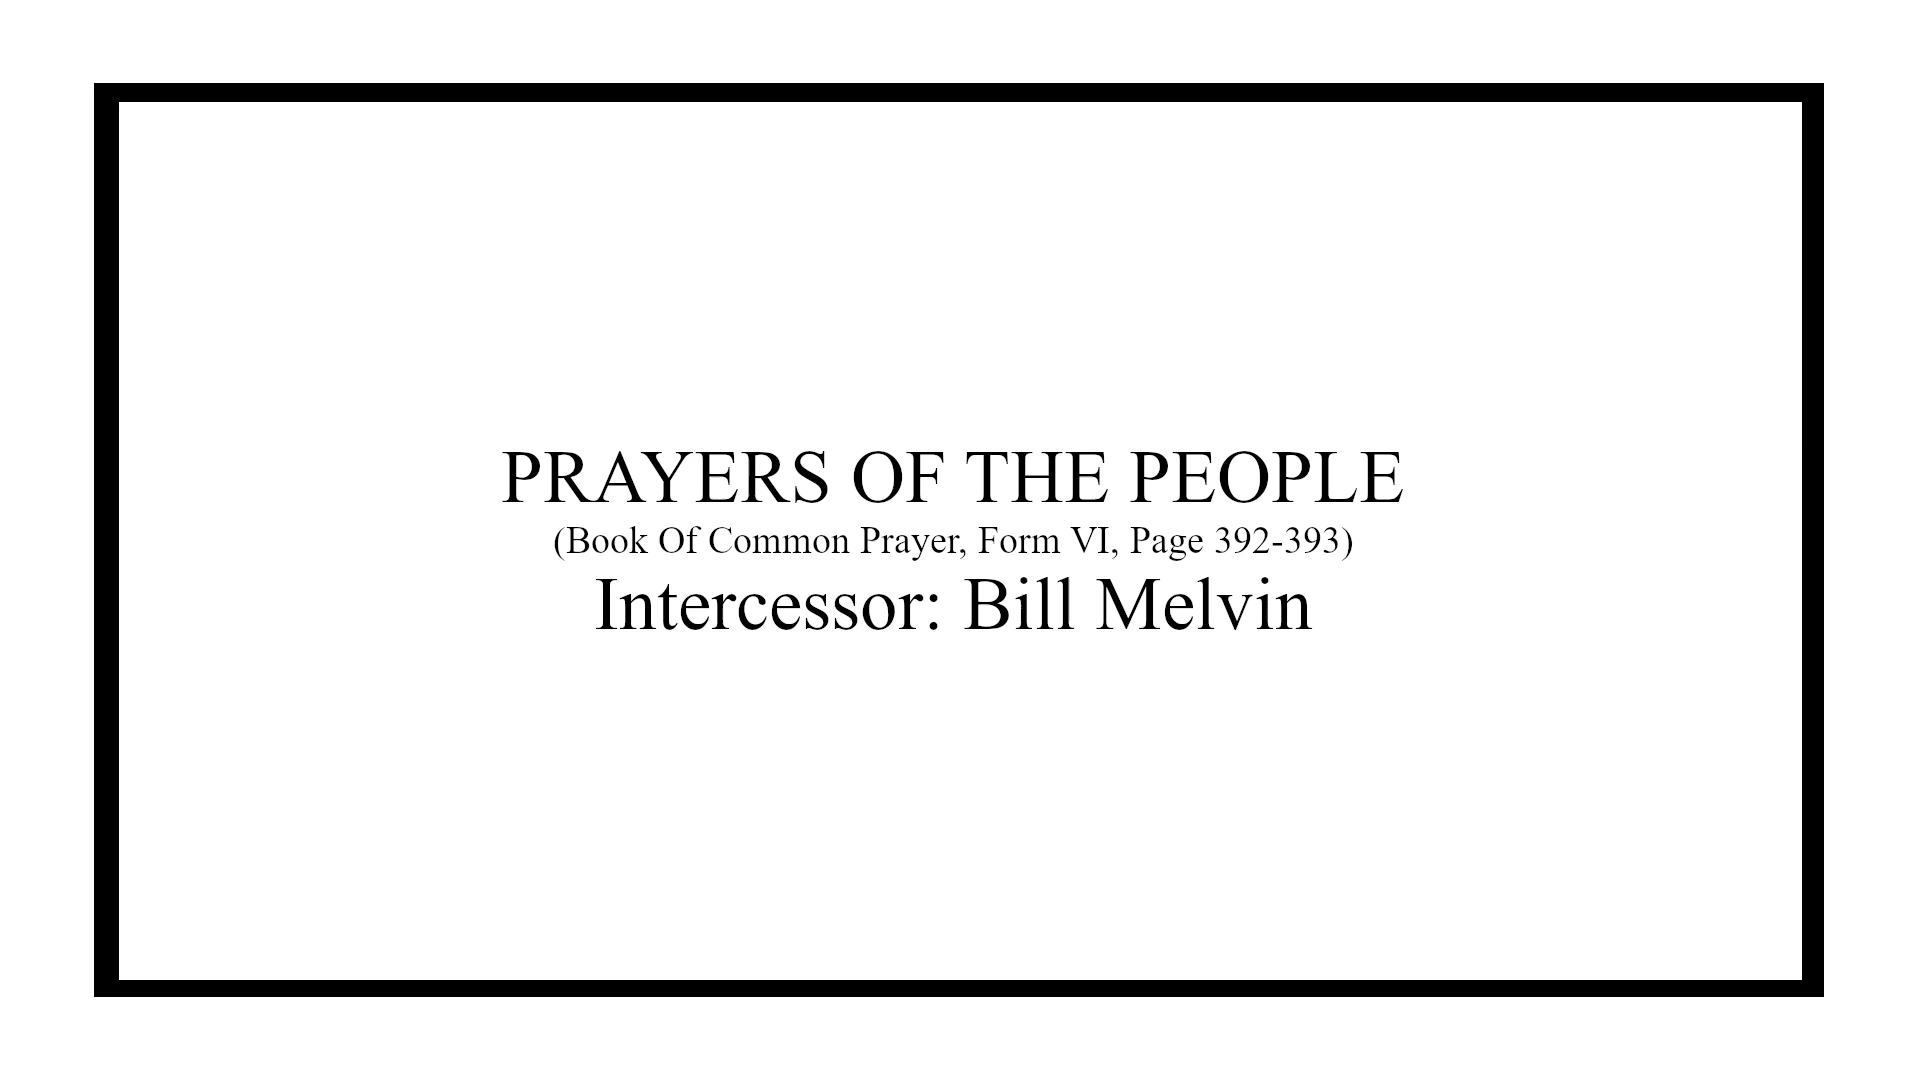 PRAYERS OF THE PEOPLE
(Book Of Common Prayer, Form VI, Page 392-393)
Intercessor: Bill Melvin